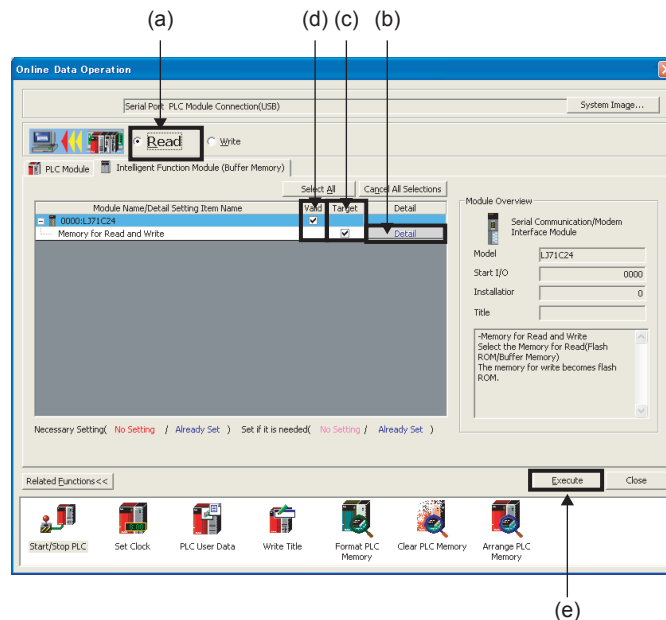 (a) (d) (c) (b)
Online Data Operation
Serial Port PLC Module Connection(USB) System Image...
Read Write
PLC Module Intelligent Function Module (Buffer Memory)
Select All Cancel All Selections
Module Name/Detail Setting Item Name Valid Target Detail
0000:LJ71C24
Memory for Read and Write Detail
Module Overview
Serial Communication/Modem
Interface Module
Model LJ71C24
Start I/O 0000
Installatior 0
Title
-Memory for Read and Write
Select the Memory for Read(Flash
ROM/Buffer Memory)
The memory for write becomes flash
ROM.
Necessary Setting( No Setting / Already Set ) Set if it is needed( No Setting / Already Set )
Related Functions<< Execute Close
Start/Stop PLC Set Clock PLC User Data Write Title Format PLC Clear PLC Memory Arrange PLC
Memory Memory
(e)